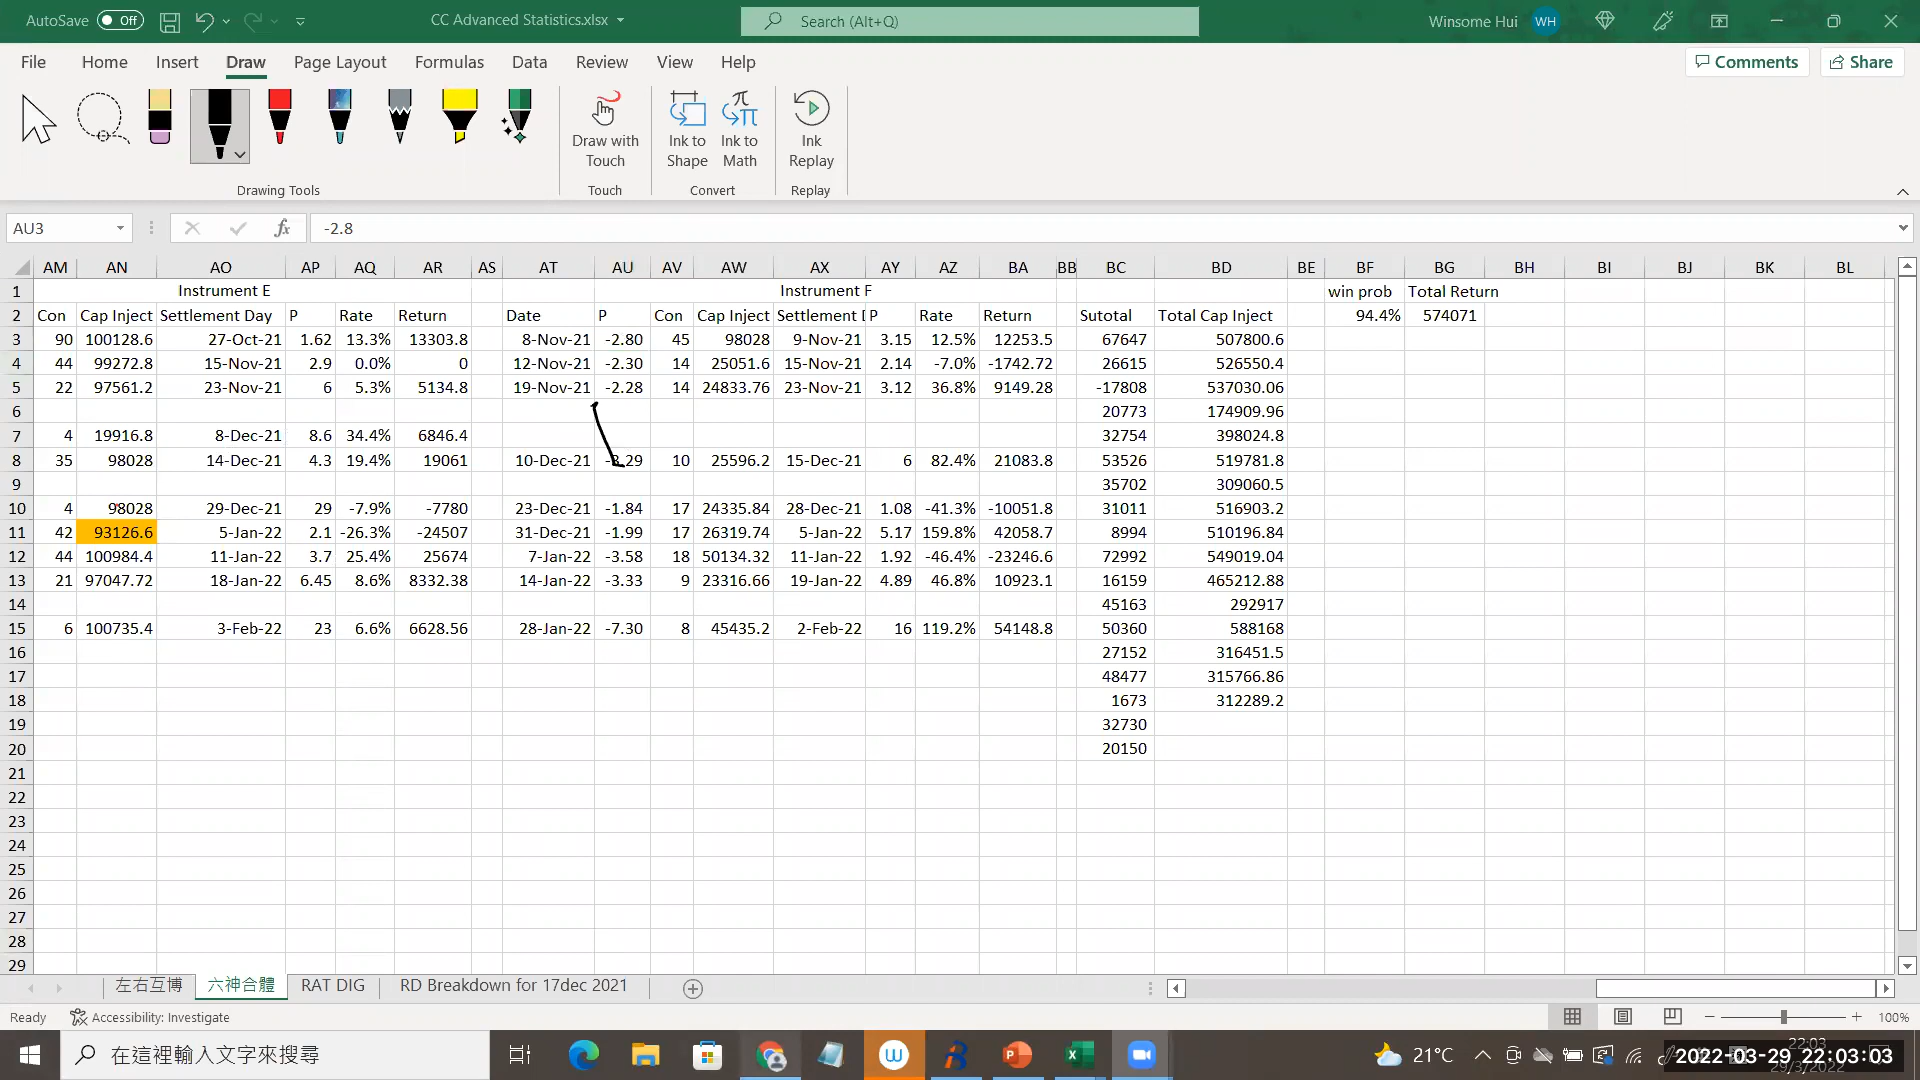 AutoSave Off CC Advanced Statistics.xlsx Search (Alt+Q) Winsome Hui WH
File Home Insert Draw Page Layout Formulas Data Review View Help Comments Share
Draw with Touch Ink to Shape Ink to Math Ink Replay
Drawing Tools Touch Convert Replay
AU3 fx -2.8
AM AN AO AP AQ AR AS AT AU AV AW AX AY AZ BA BB BC BD BE BF BG BH BI BJ BK BL
1 Instrument E Instrument F win prob Total Return
2 Con Cap Inject Settlement Day P Rate Return Date P Con Cap Inject Settlement D P Rate Return Sutotal Total Cap Inject 94.4% 574071
3 90 100128.6 27-Oct-21 1.62 13.3% 13303.8 8-Nov-21 -2.80 45 98028 9-Nov-21 3.15 12.5% 12253.5 67647 507800.6
4 44 99272.8 15-Nov-21 2.9 0.0% 0 12-Nov-21 -2.30 14 25051.6 15-Nov-21 2.14 -7.0% -1742.72 26615 526550.4
5 22 97561.2 23-Nov-21 6 5.3% 5134.8 19-Nov-21 -2.28 14 24833.76 23-Nov-21 3.12 36.8% 9149.28 -17808 537030.06
6 20773 174909.96
7 4 19916.8 8-Dec-21 8.6 34.4% 6846.4 32754 398024.8
8 35 98028 14-Dec-21 4.3 19.4% 19061 10-Dec-21 -3.29 10 25596.2 15-Dec-21 6 82.4% 21083.8 53526 519781.8
9 35702 309060.5
10 4 98028 29-Dec-21 29 -7.9% -7780 23-Dec-21 -1.84 17 24335.84 28-Dec-21 1.08 -41.3% -10051.8 31011 516903.2
11 42 93126.6 5-Jan-22 2.1 -26.3% -24507 31-Dec-21 -1.99 17 26319.74 5-Jan-22 5.17 159.8% 42058.7 8994 510196.84
12 44 100984.4 11-Jan-22 3.7 25.4% 25674 7-Jan-22 -3.58 18 50134.32 11-Jan-22 1.92 -46.4% -23246.6 72992 549019.04
13 21 97047.72 18-Jan-22 6.45 8.6% 8332.38 14-Jan-22 -3.33 9 23316.66 19-Jan-22 4.89 46.8% 10923.1 16159 465212.88
14 45163 292917
15 6 100735.4 3-Feb-22 23 6.6% 6628.56 28-Jan-22 -7.30 8 45435.2 2-Feb-22 16 119.2% 54148.8 50360 588168
16 27152 316451.5
17 48477 315766.86
18 1673 312289.2
19 32730
20 20150
21
22
23
24
25
26
27
28
29
左右互博 六神合體 RAT DIG RD Breakdown for 17dec 2021
Ready Accessibility: Investigate 100%
在這裡輸入文字來搜尋 21°C 2022-03-29 22:03:03